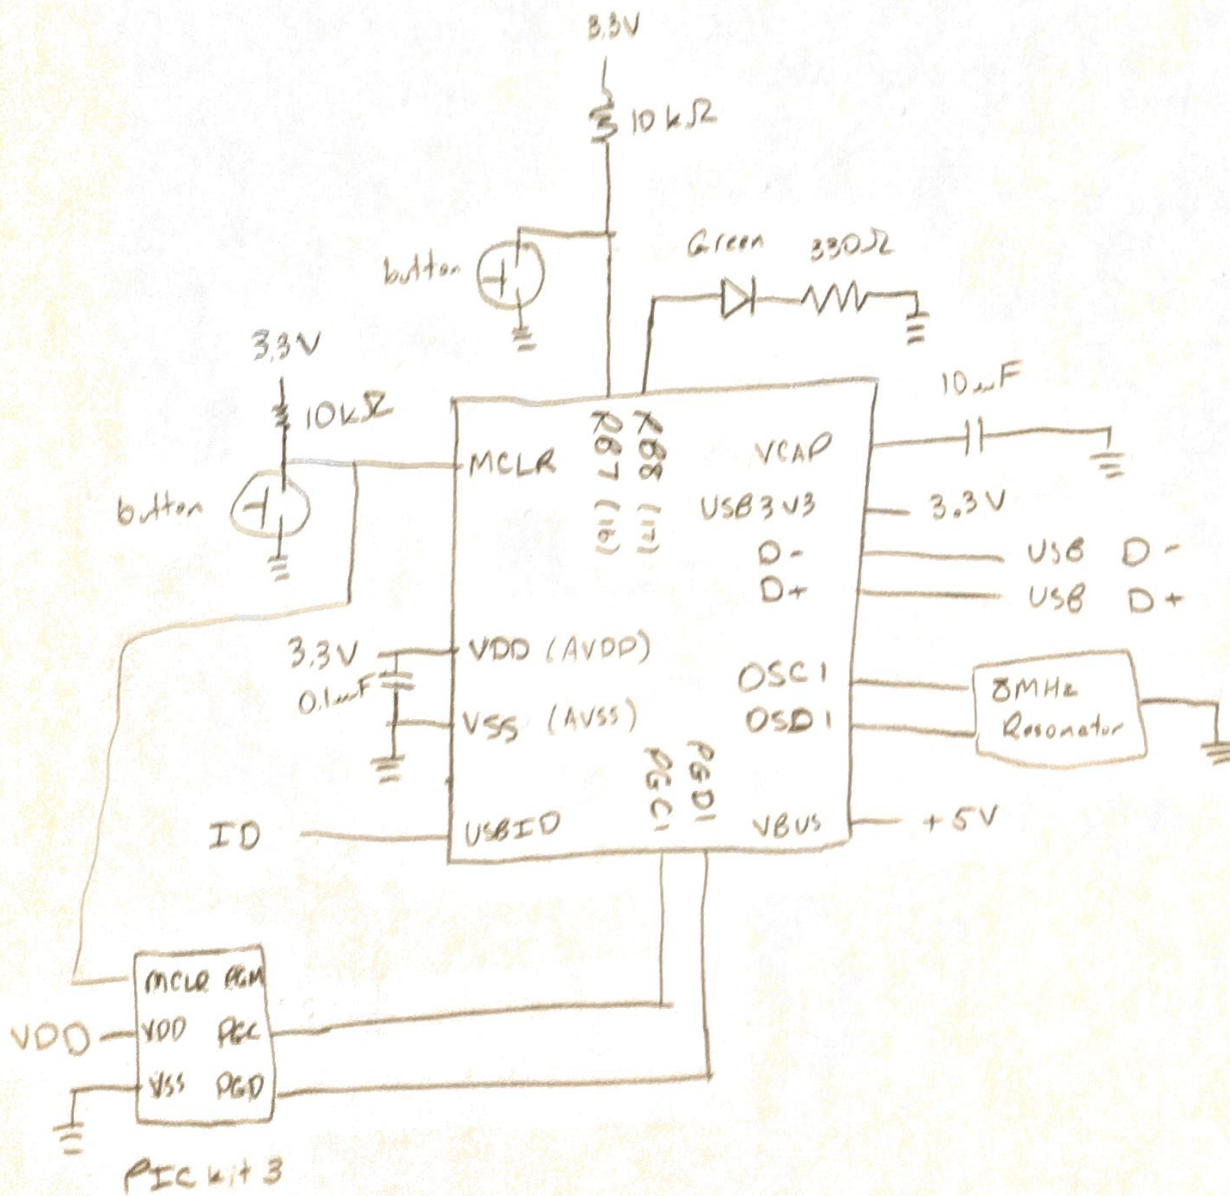 3.3V
10kΩ
button
Green
330Ω
3.3V
10kΩ
button
10uF
MCLR
RB7 (16)
RB8 (17)
VCAP
USB3V3
3.3V
D-
USB D-
D+
USB D+
3.3V
VDD (AVDD)
0.1uF
VSS (AVSS)
OSC1
OSD1
8MHz
Resonator
PGC1
PGD1
ID
USBID
VBUS
+5V
MCLR PGM
VDD
VDD PGC
VSS PGD
PICkit3